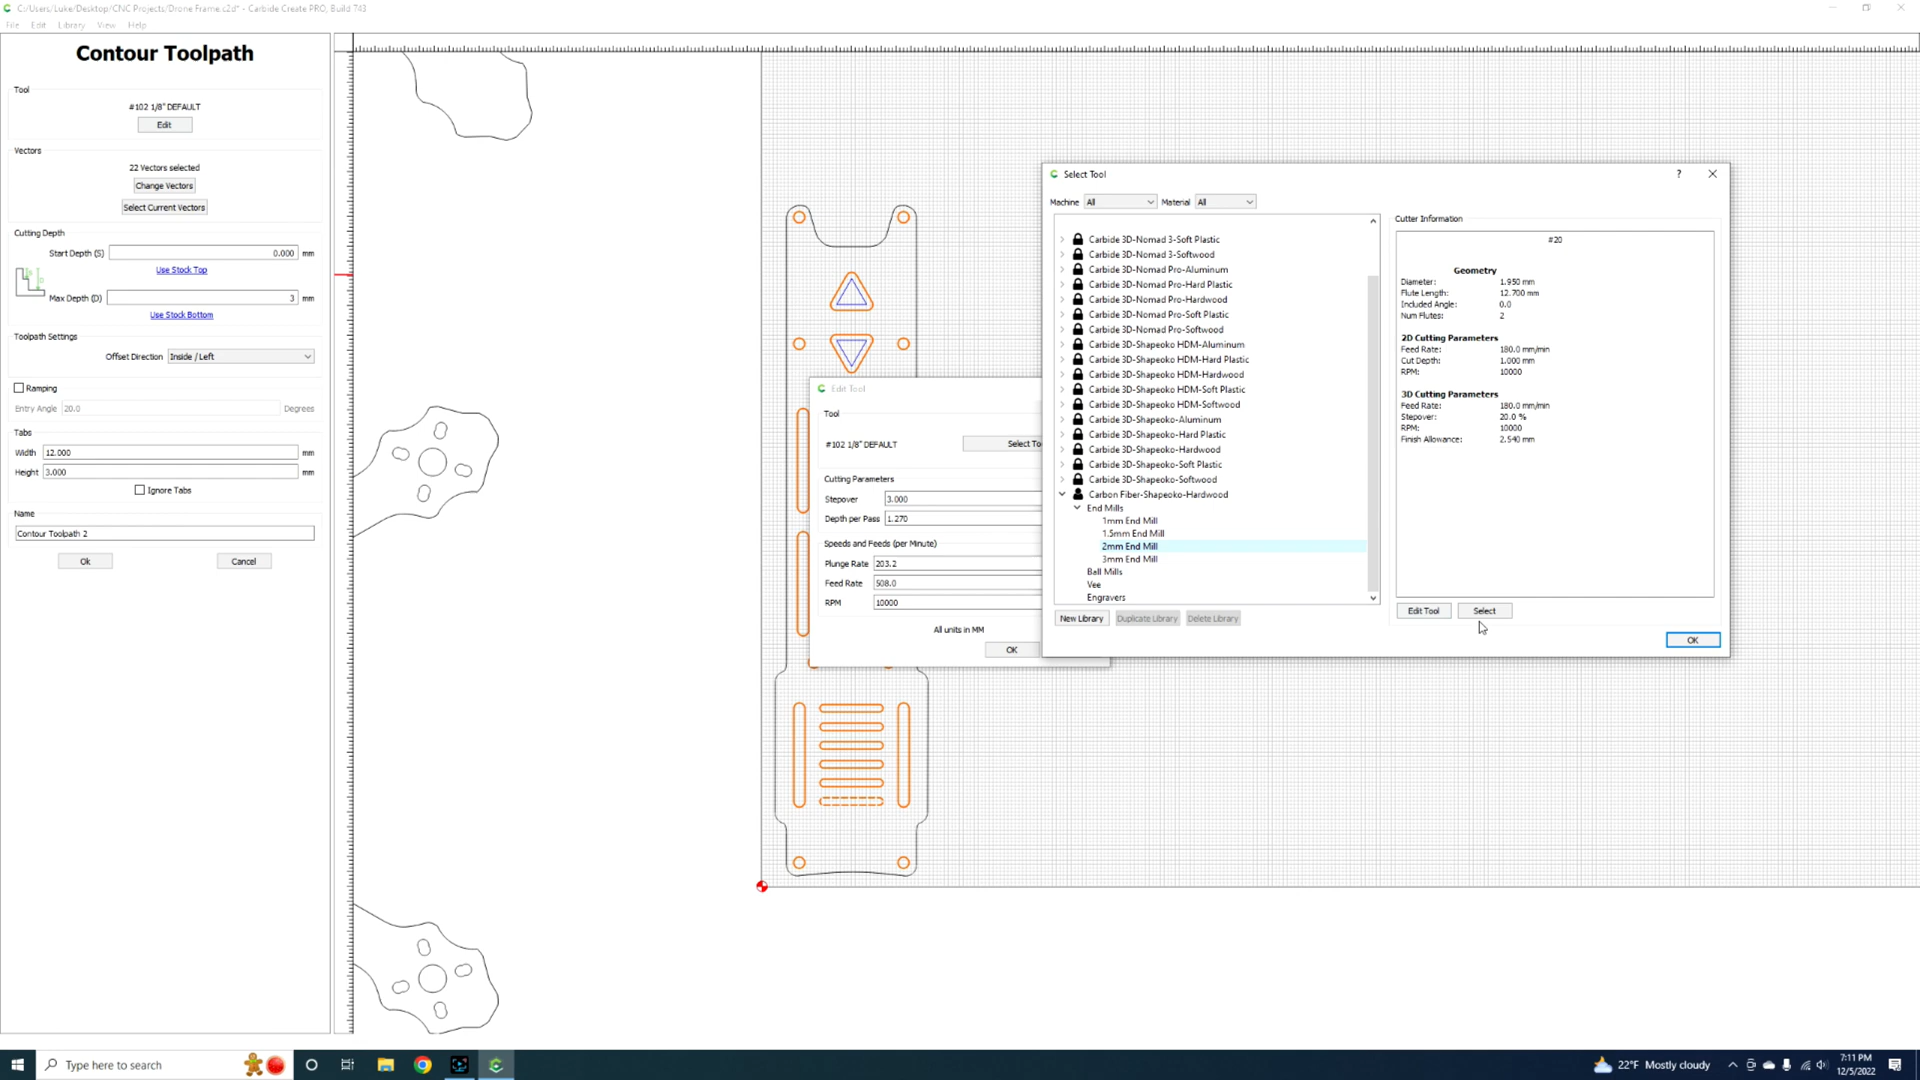 C:/Users/Luke/Desktop/CNC Projects/Drone Frame.c2d* - Carbide Create PRO, Build 743
File Edit Library View Help
Contour Toolpath
Tool
#102 1/8" DEFAULT
Edit
Vectors
22 Vectors selected
Change Vectors
Select Current Vectors
Cutting Depth
Start Depth (S) 0.000 mm
Use Stock Top
Max Depth (D) 3 mm
Use Stock Bottom
Toolpath Settings
Offset Direction Inside / Left
Ramping
Entry Angle 20.0 Degrees
Tabs
Width 12.000 mm
Height 3.000 mm
Ignore Tabs
Name
Contour Toolpath 2
Ok Cancel
Edit Tool
Tool
#102 1/8" DEFAULT Select To
Cutting Parameters
Stepover 3.000
Depth per Pass 1.270
Speeds and Feeds (per Minute)
Plunge Rate 203.2
Feed Rate 508.0
RPM 10000
All units in MM
OK
Select Tool ?
Machine All Material All
Carbide 3D-Nomad 3-Soft Plastic
Carbide 3D-Nomad 3-Softwood
Carbide 3D-Nomad Pro-Aluminum
Carbide 3D-Nomad Pro-Hard Plastic
Carbide 3D-Nomad Pro-Hardwood
Carbide 3D-Nomad Pro-Soft Plastic
Carbide 3D-Nomad Pro-Softwood
Carbide 3D-Shapeoko HDM-Aluminum
Carbide 3D-Shapeoko HDM-Hard Plastic
Carbide 3D-Shapeoko HDM-Hardwood
Carbide 3D-Shapeoko HDM-Soft Plastic
Carbide 3D-Shapeoko HDM-Softwood
Carbide 3D-Shapeoko-Aluminum
Carbide 3D-Shapeoko-Hard Plastic
Carbide 3D-Shapeoko-Hardwood
Carbide 3D-Shapeoko-Soft Plastic
Carbide 3D-Shapeoko-Softwood
Carbon Fiber-Shapeoko-Hardwood
End Mills
1mm End Mill
1.5mm End Mill
2mm End Mill
3mm End Mill
Ball Mills
Vee
Engravers
New Library Duplicate Library Delete Library
Cutter Information
#20
Geometry
Diameter: 1.950 mm
Flute Length: 12.700 mm
Included Angle: 0.0
Num Flutes: 2
2D Cutting Parameters
Feed Rate: 180.0 mm/min
Cut Depth: 1.000 mm
RPM: 10000
3D Cutting Parameters
Feed Rate: 180.0 mm/min
Stepover: 20.0 %
RPM: 10000
Finish Allowance: 2.540 mm
Edit Tool Select
OK
Type here to search
22°F Mostly cloudy
7:11 PM
12/5/2022